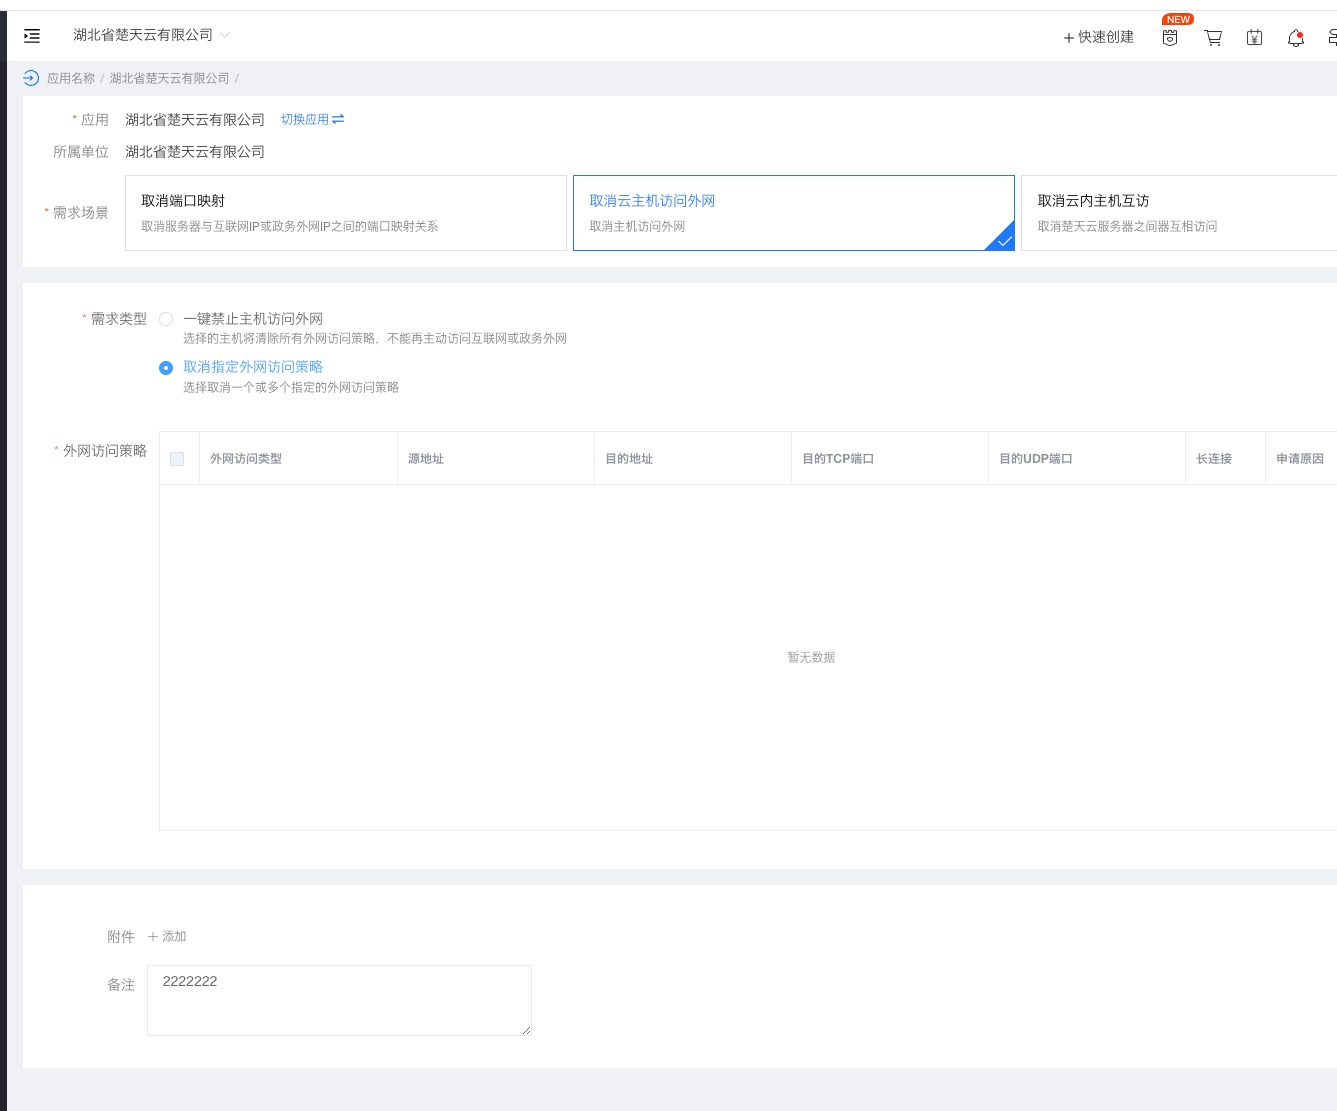 湖北省楚天云有限公司
快速创建
NEW
应用名称 / 湖北省楚天云有限公司 /
* 应用 湖北省楚天云有限公司 切换应用
所属单位 湖北省楚天云有限公司
* 需求场景
取消端口映射
取消服务器与互联网IP或政务外网IP之间的端口映射关系
取消云主机访问外网
取消主机访问外网
取消云内主机互访
取消楚天云服务器之间器互相访问
* 需求类型
一键禁止主机访问外网
选择的主机将清除所有外网访问策略，不能再主动访问互联网或政务外网
取消指定外网访问策略
选择取消一个或多个指定的外网访问策略
* 外网访问策略
外网访问类型 源地址 目的地址 目的TCP端口 目的UDP端口 长连接 申请原因
暂无数据
附件 添加
备注 2222222